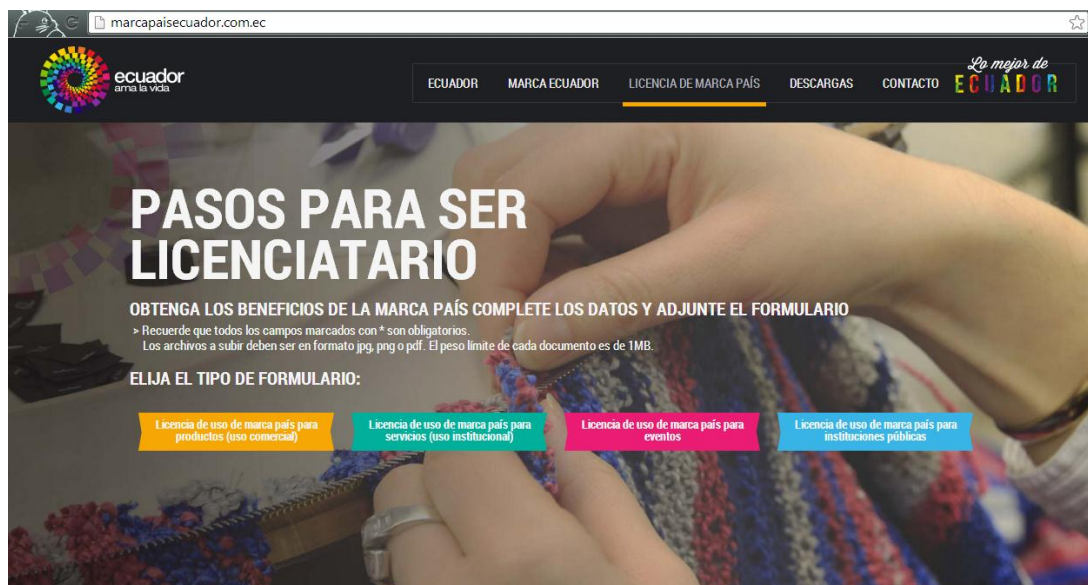 marcapaisecuador.com.ec
ecuador
ama la vida
ECUADOR MARCA ECUADOR LICENCIA DE MARCA PAÍS DESCARGAS CONTACTO
Lo mejor de
ECUADOR
PASOS PARA SER
LICENCIATARIO
OBTENGA LOS BENEFICIOS DE LA MARCA PAÍS COMPLETE LOS DATOS Y ADJUNTE EL FORMULARIO
> Recuerde que todos los campos marcados con * son obligatorios.
Los archivos a subir deben ser en formato jpg, png o pdf. El peso límite de cada documento es de 1MB.
ELIJA EL TIPO DE FORMULARIO:
Licencia de uso de marca país para
productos (uso comercial)
Licencia de uso de marca país para
servicios (uso institucional)
Licencia de uso de marca país para
eventos
Licencia de uso de marca país para
instituciones públicas